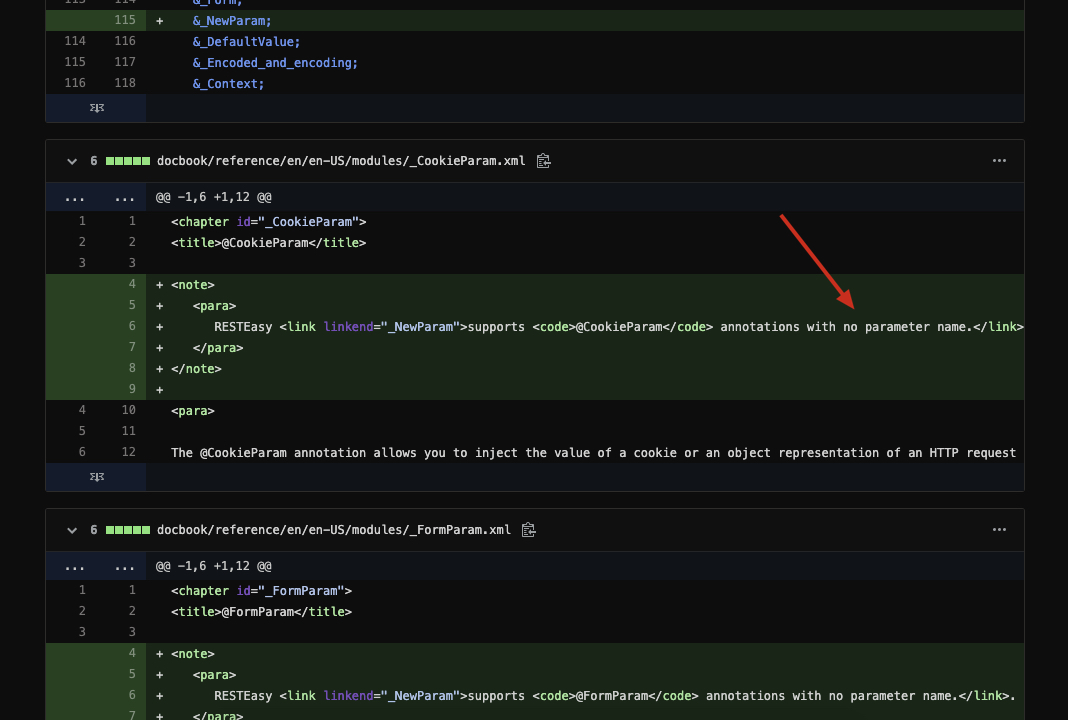 113 114 &_Form;
115 + &_NewParam;
114 116 &_DefaultValue;
115 117 &_Encoded_and_encoding;
116 118 &_Context;
6 docbook/reference/en/en-US/modules/_CookieParam.xml ...
... ... @@ -1,6 +1,12 @@
1 1 <chapter id="_CookieParam">
2 2 <title>@CookieParam</title>
3 3
4 + <note>
5 + <para>
6 + RESTEasy <link linkend="_NewParam">supports <code>@CookieParam</code> annotations with no parameter name.</link>
7 + </para>
8 + </note>
9 +
4 10 <para>
5 11
6 12 The @CookieParam annotation allows you to inject the value of a cookie or an object representation of an HTTP request
6 docbook/reference/en/en-US/modules/_FormParam.xml ...
... ... @@ -1,6 +1,12 @@
1 1 <chapter id="_FormParam">
2 2 <title>@FormParam</title>
3 3
4 + <note>
5 + <para>
6 + RESTEasy <link linkend="_NewParam">supports <code>@FormParam</code> annotations with no parameter name.</link>.
7 + </para>